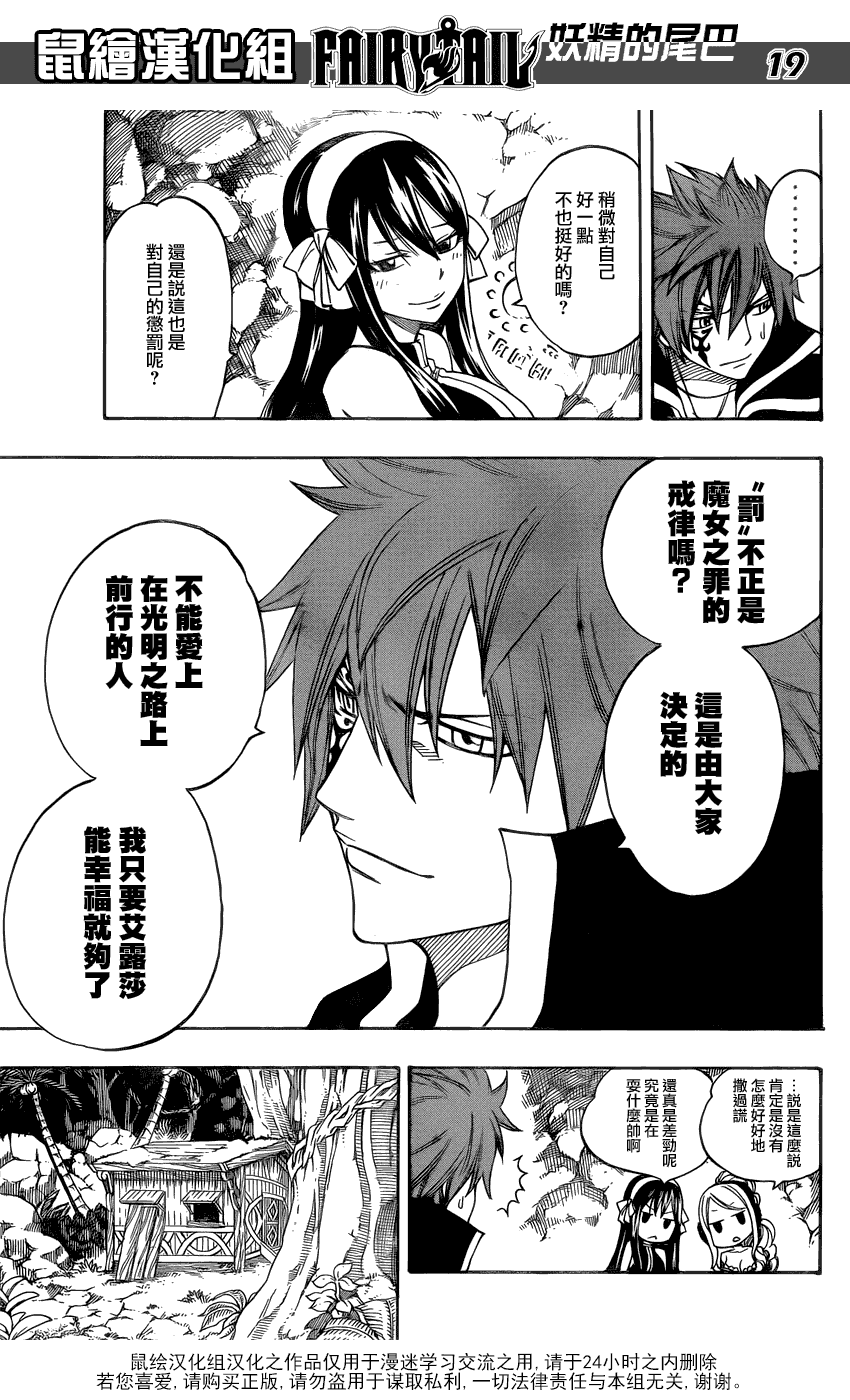 鼠繪漢化組
FAIRY TAIL
妖精的尾巴
19
………
稍微對自己
好一點
不也挺好的嗎？
還是說這也是
對自己的懲罰呢？
〝罰〞不正是
魔女之罪的
戒律嗎？
這是由大家
決定的
不能愛上
在光明之路上
前行的人
我只要艾露莎
能幸福就夠了
…説是這麼說
肯定是沒有
怎麼好好地
撒過謊
還真是差勁呢
究竟是在
耍什麼帥啊
鼠绘汉化组汉化之作品仅用于漫迷学习交流之用，请于24小时之内删除
若您喜爱，请购买正版，请勿用于谋取私利，一切法律责任与本组无关，谢谢。